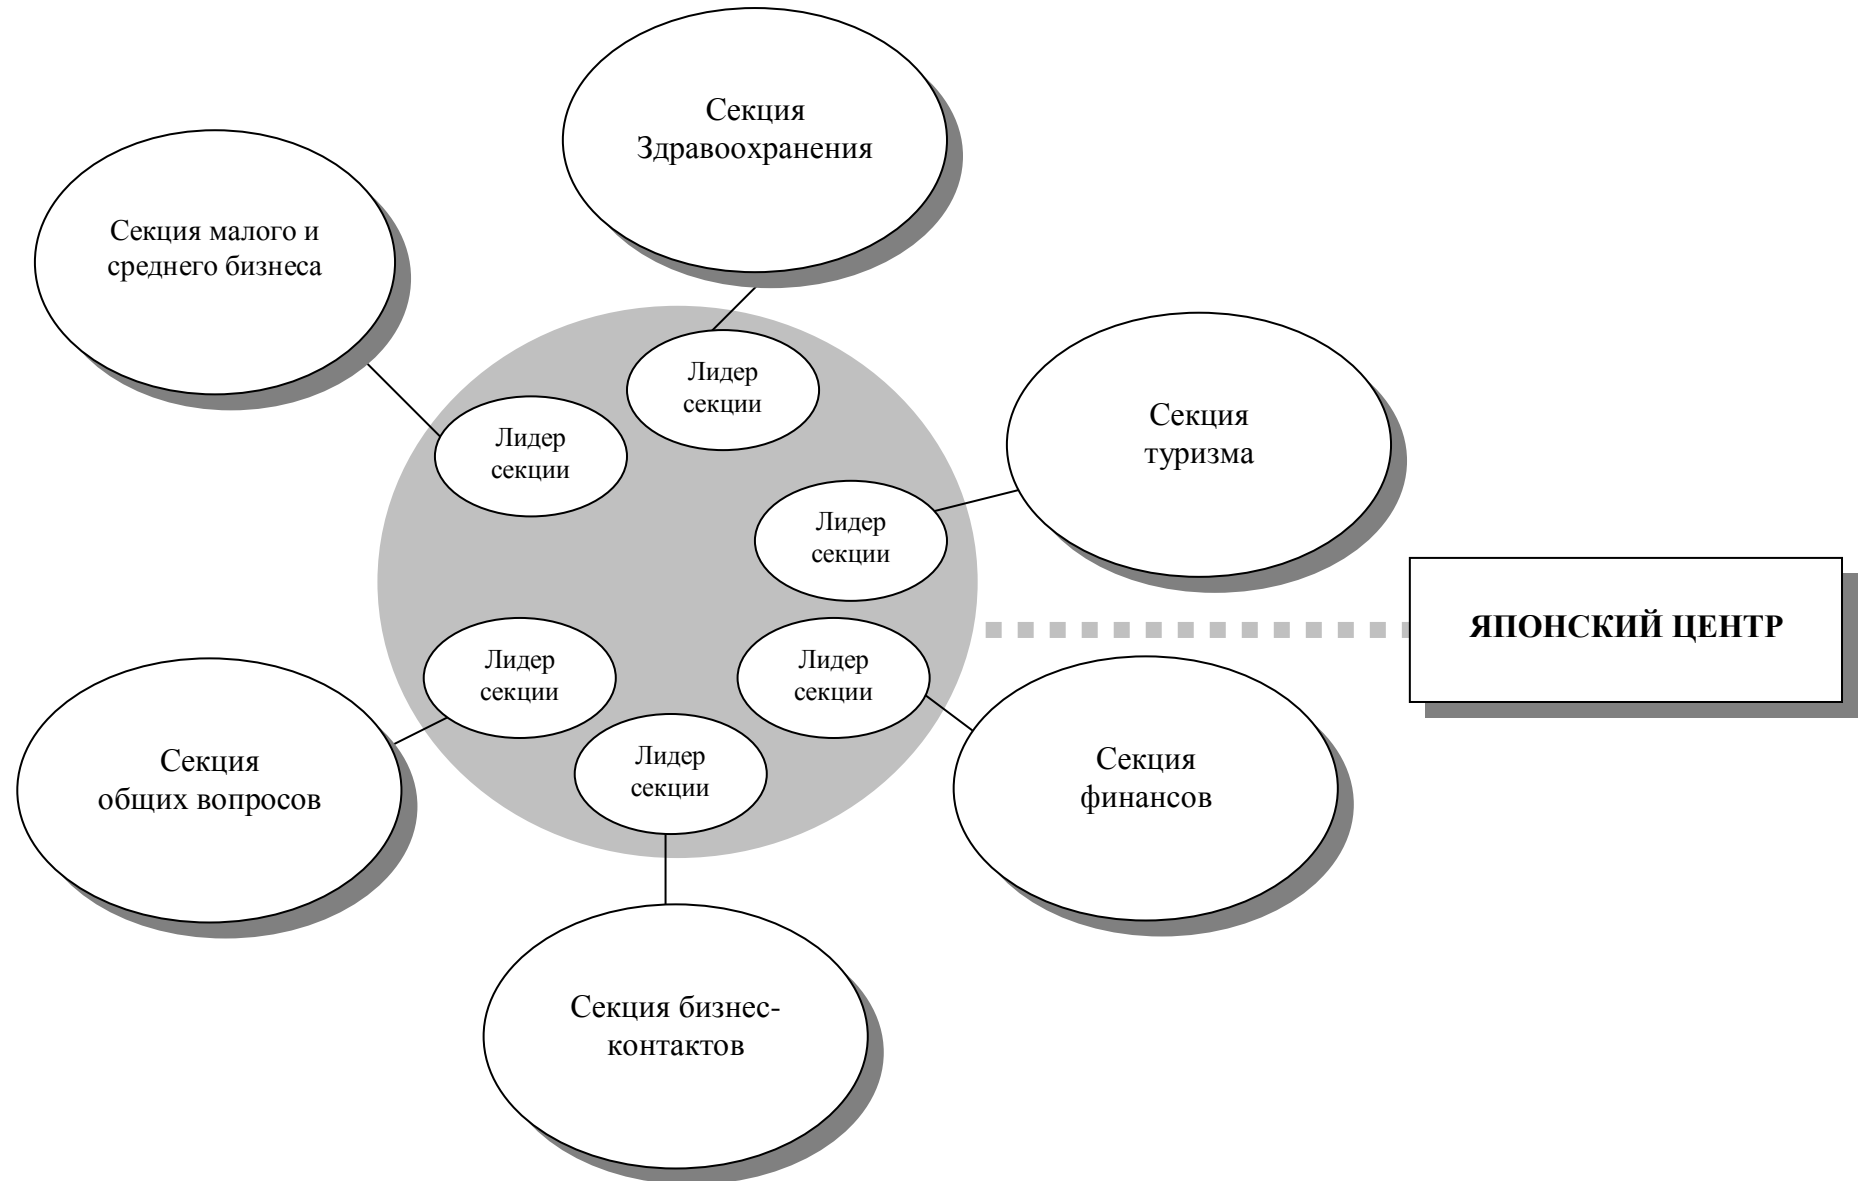 Секция
Здравоохранения
Секция малого и
среднего бизнеса
Лидер
секции
Лидер
секции
Секция
туризма
Лидер
секции
ЯПОНСКИЙ ЦЕНТР
Лидер
секции
Лидер
секции
Секция
общих вопросов
Лидер
секции
Секция
финансов
Секция бизнес-
контактов